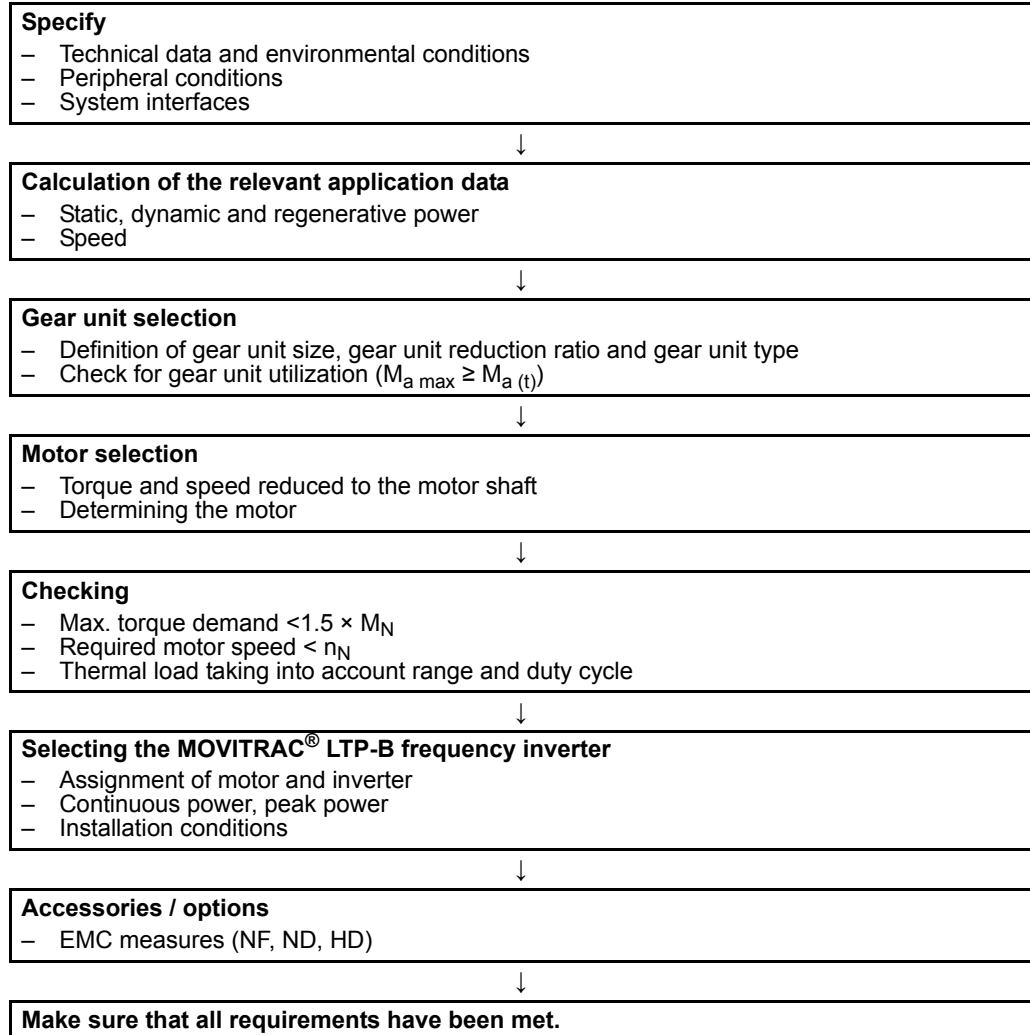 Specify
– Technical data and environmental conditions
– Peripheral conditions
– System interfaces
↓
Calculation of the relevant application data
– Static, dynamic and regenerative power
– Speed
↓
Gear unit selection
– Definition of gear unit size, gear unit reduction ratio and gear unit type
– Check for gear unit utilization (Ma max ≥ Ma (t))
↓
Motor selection
– Torque and speed reduced to the motor shaft
– Determining the motor
↓
Checking
– Max. torque demand <1.5 × MN
– Required motor speed < nN
– Thermal load taking into account range and duty cycle
↓
Selecting the MOVITRAC® LTP-B frequency inverter
– Assignment of motor and inverter
– Continuous power, peak power
– Installation conditions
↓
Accessories / options
– EMC measures (NF, ND, HD)
↓
Make sure that all requirements have been met.